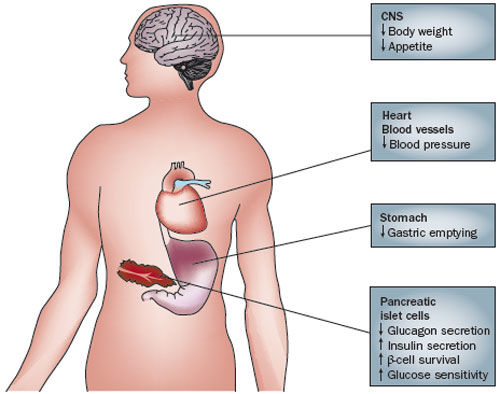 CNS
↓ Body weight
↓ Appetite
Heart
Blood vessels
↓ Blood pressure
Stomach
↓ Gastric emptying
Pancreatic
islet cells
↓ Glucagon secretion
↑ Insulin secretion
↑ β-cell survival
↑ Glucose sensitivity